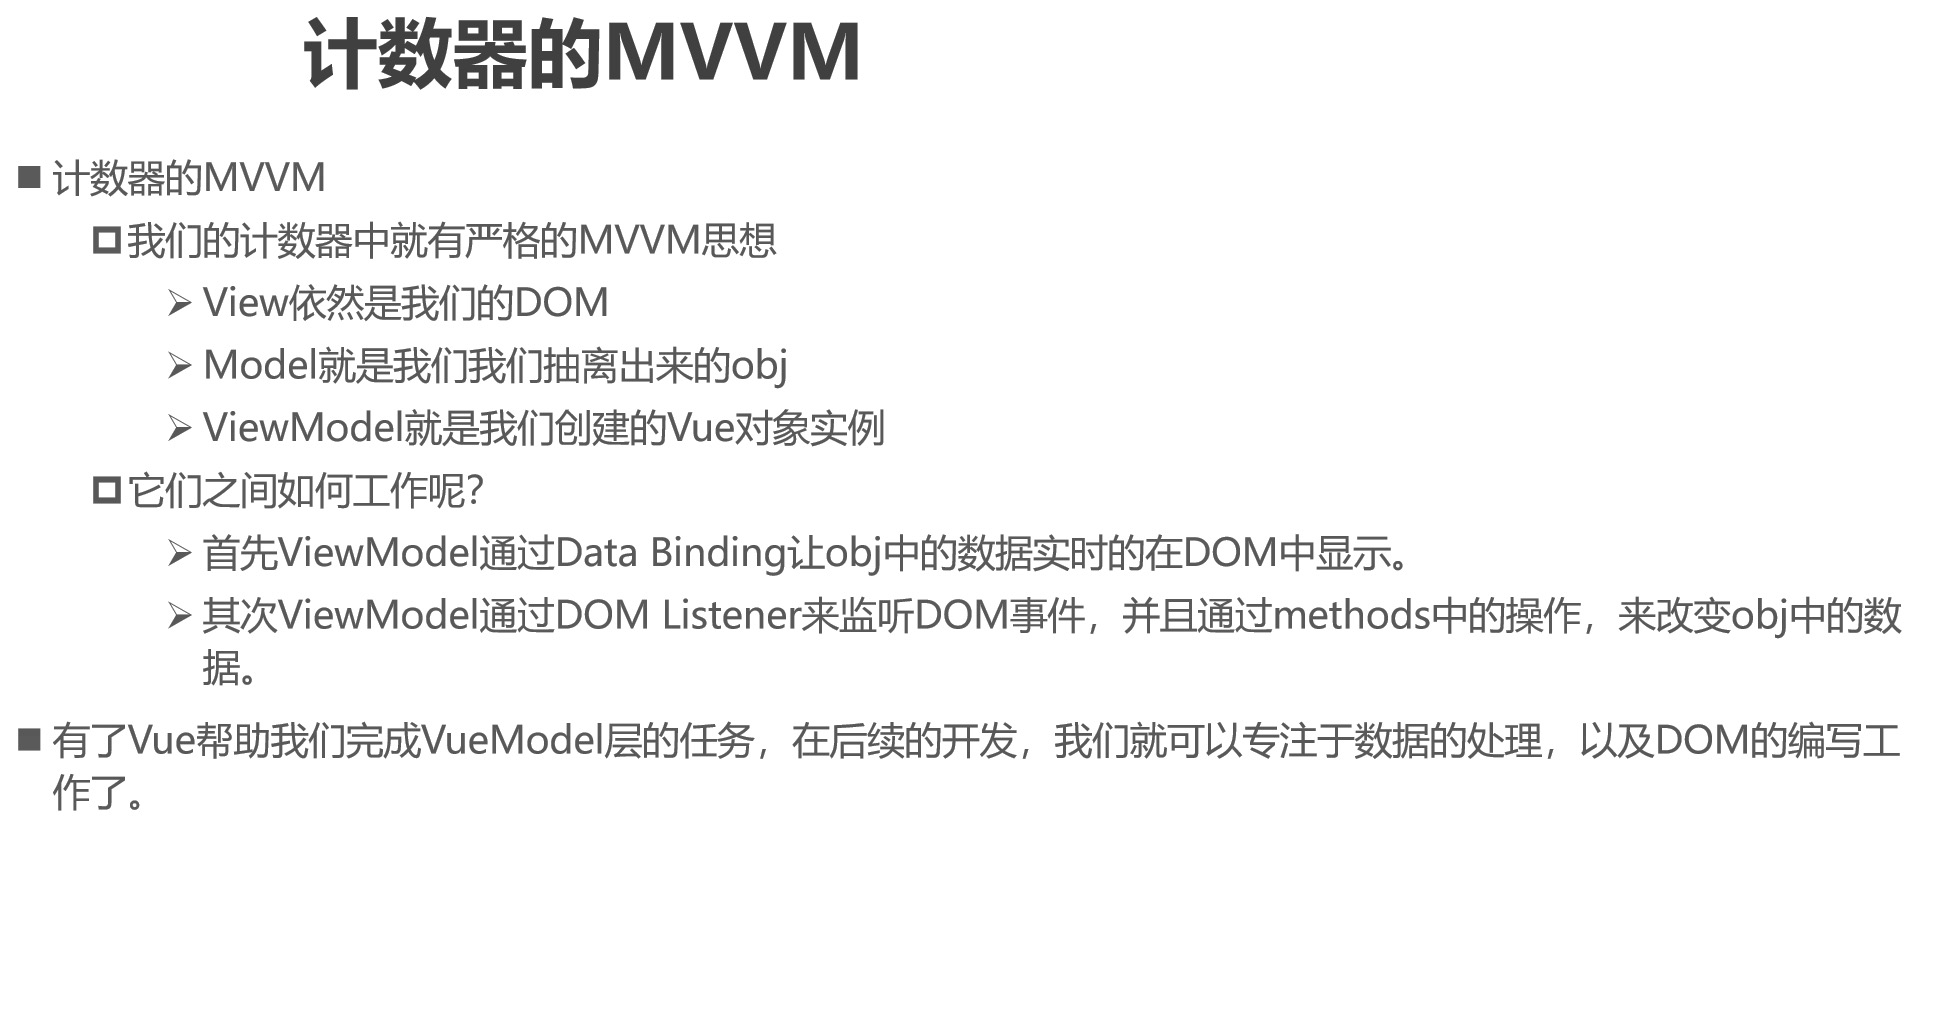 计数器的MVVM
计数器的MVVM
我们的计数器中就有严格的MVVM思想
View依然是我们的DOM
Model就是我们我们抽离出来的obj
ViewModel就是我们创建的Vue对象实例
它们之间如何工作呢？
首先ViewModel通过Data Binding让obj中的数据实时的在DOM中显示。
其次ViewModel通过DOM Listener来监听DOM事件，并且通过methods中的操作，来改变obj中的数
据。
有了Vue帮助我们完成VueModel层的任务，在后续的开发，我们就可以专注于数据的处理，以及DOM的编写工
作了。